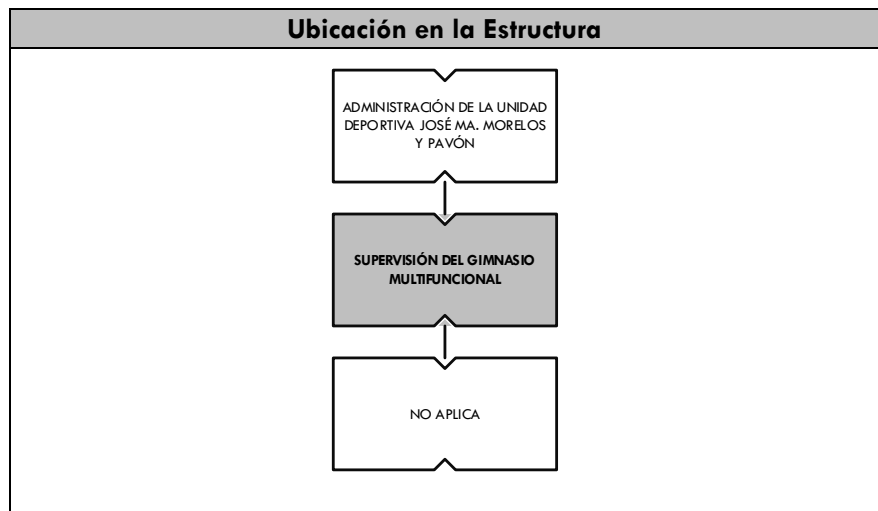 Ubicación en la Estructura
ADMINISTRACIÓN DE LA UNIDAD
DEPORTIVA JOSÉ MA. MORELOS
Y PAVÓN
SUPERVISIÓN DEL GIMNASIO
MULTIFUNCIONAL
NO APLICA